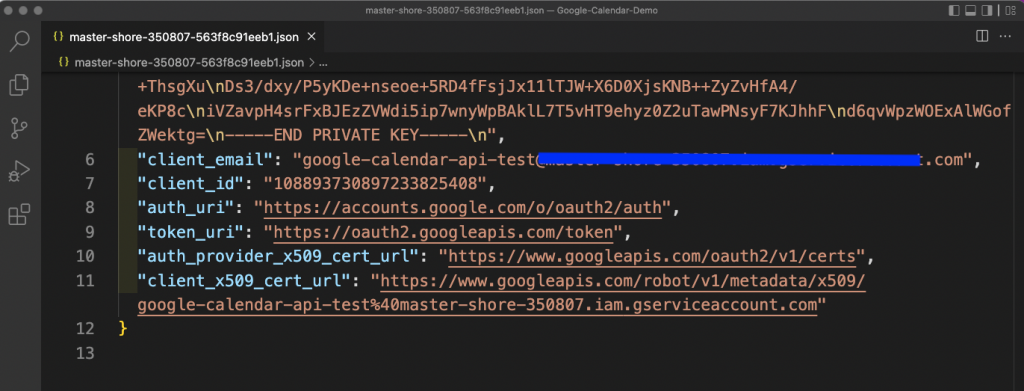 master-shore-350807-563f8c91eeb1.json — Google-Calendar-Demo
{} master-shore-350807-563f8c91eeb1.json ×
{} master-shore-350807-563f8c91eeb1.json > ...
+ThsgXu\nDs3/dxy/P5yKDe+nseoe+5RD4fFsjJx11lTJW+X6D0XjsKNB++ZyZvHfA4/
eKP8c\niVZavpH4srFxBJEzZVWdi5ip7wnyWpBAklL7T5vHT9ehyz0Z2uTawPNsyF7KJhhF\nd6qvWpzWOExAlWGof
ZWektg=\n-----END PRIVATE KEY-----\n",
6 "client_email": "google-calendar-api-test@ .com",
7 "client_id": "108893730897233825408",
8 "auth_uri": "https://accounts.google.com/o/oauth2/auth",
9 "token_uri": "https://oauth2.googleapis.com/token",
10 "auth_provider_x509_cert_url": "https://www.googleapis.com/oauth2/v1/certs",
11 "client_x509_cert_url": "https://www.googleapis.com/robot/v1/metadata/x509/
google-calendar-api-test%40master-shore-350807.iam.gserviceaccount.com"
12 }
13